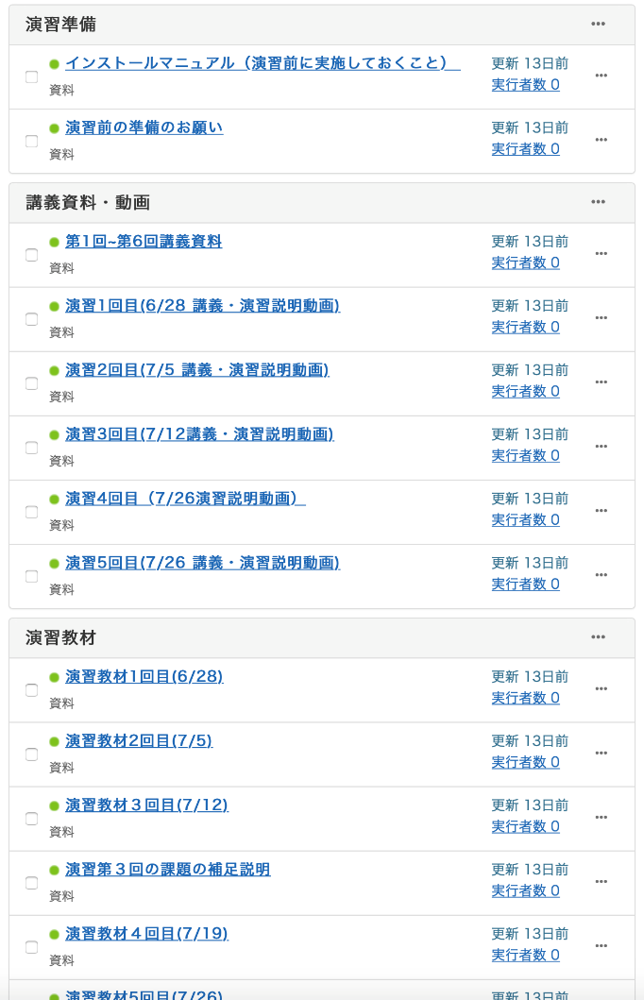 演習準備
インストールマニュアル（演習前に実施しておくこと）
更新 13日前
資料
実行者数 0
演習前の準備のお願い
更新 13日前
資料
実行者数 0
講義資料・動画
第1回~第6回講義資料
更新 13日前
資料
実行者数 0
演習1回目(6/28 講義・演習説明動画)
更新 13日前
資料
実行者数 0
演習2回目(7/5 講義・演習説明動画)
更新 13日前
資料
実行者数 0
演習3回目(7/12講義・演習説明動画)
更新 13日前
資料
実行者数 0
演習4回目（7/26演習説明動画）
更新 13日前
資料
実行者数 0
演習5回目(7/26 講義・演習説明動画)
更新 13日前
資料
実行者数 0
演習教材
演習教材1回目(6/28)
更新 13日前
資料
実行者数 0
演習教材2回目(7/5)
更新 13日前
資料
実行者数 0
演習教材３回目(7/12)
更新 13日前
資料
実行者数 0
演習第３回の課題の補足説明
更新 13日前
資料
実行者数 0
演習教材４回目(7/19)
更新 13日前
資料
実行者数 0
演習教材5回目(7/26)
更新 13日前